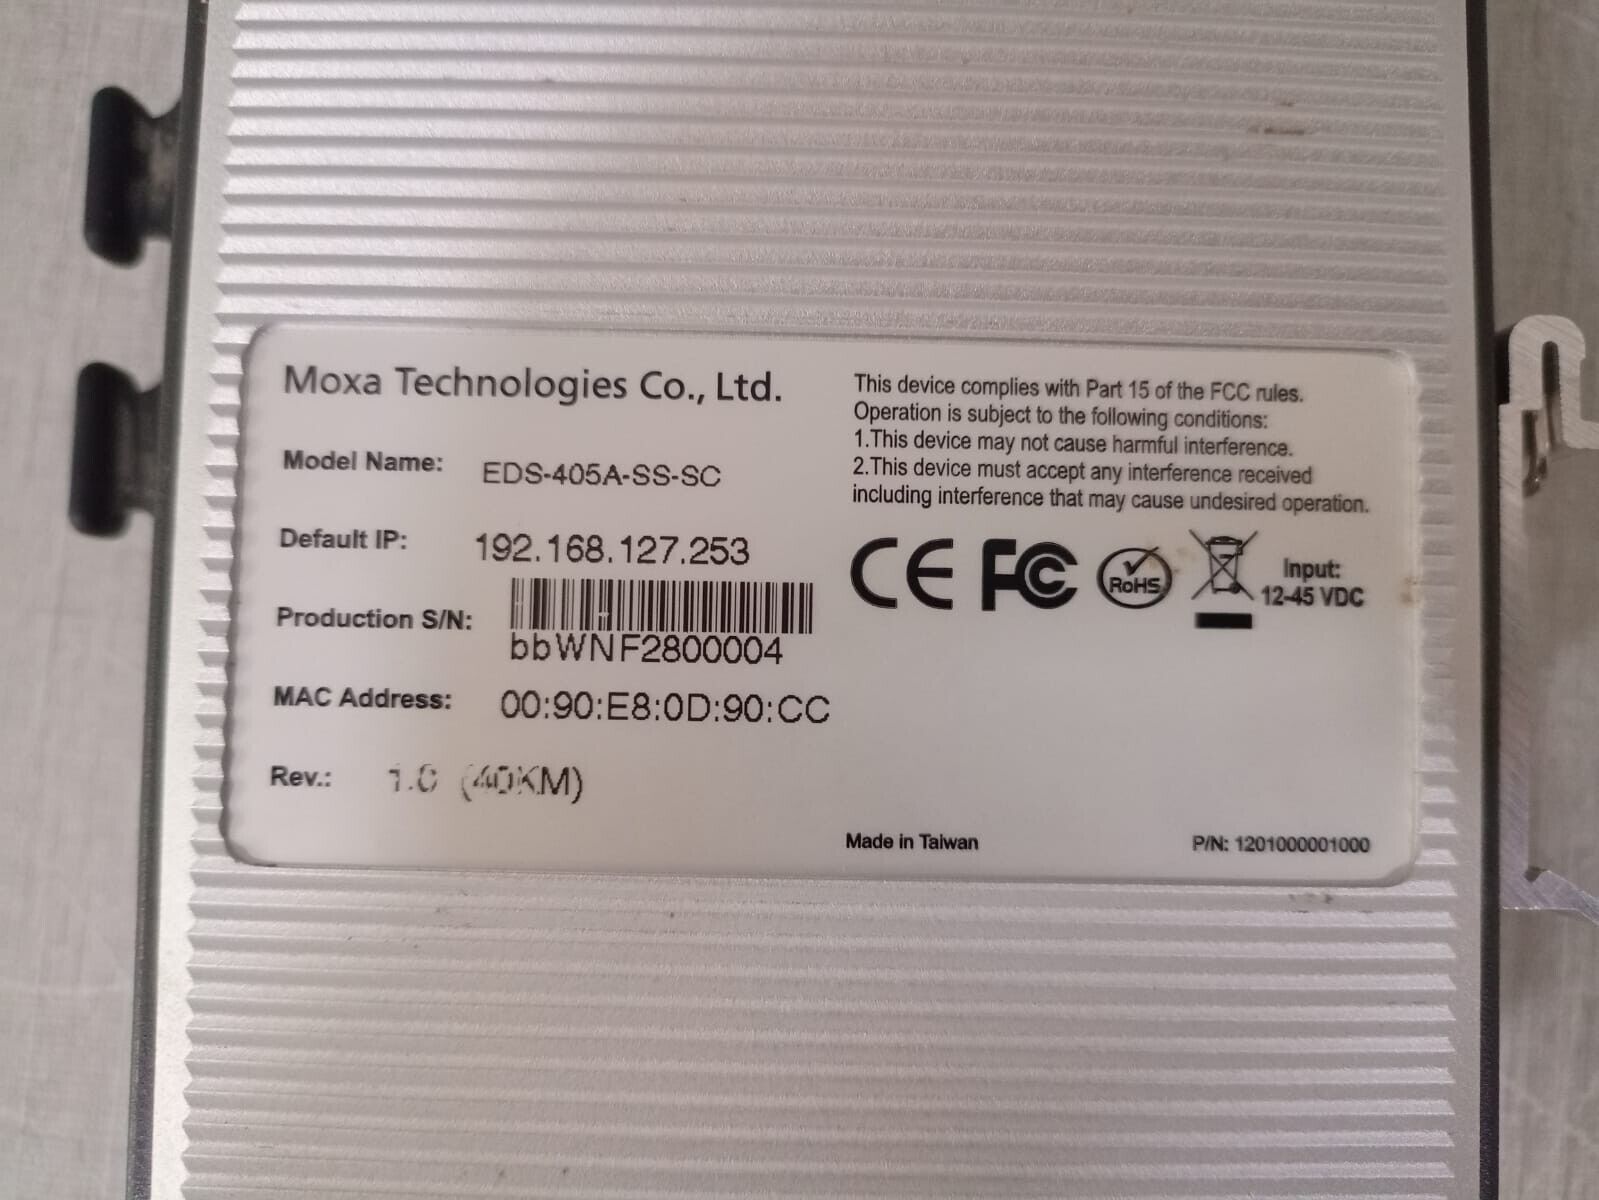 Moxa Technologies Co., Ltd.
Model Name: EDS-405A-SS-SC
Default IP: 192.168.127.253
Production S/N: bbWNF2800004
MAC Address: 00:90:E8:0D:90:CC
Rev.: 1.0 (40KM)
This device complies with Part 15 of the FCC rules.
Operation is subject to the following conditions:
1.This device may not cause harmful interference.
2.This device must accept any interference received
including interference that may cause undesired operation.
CE FC RoHS
Input:
12-45 VDC
Made in Taiwan
P/N: 1201000001000